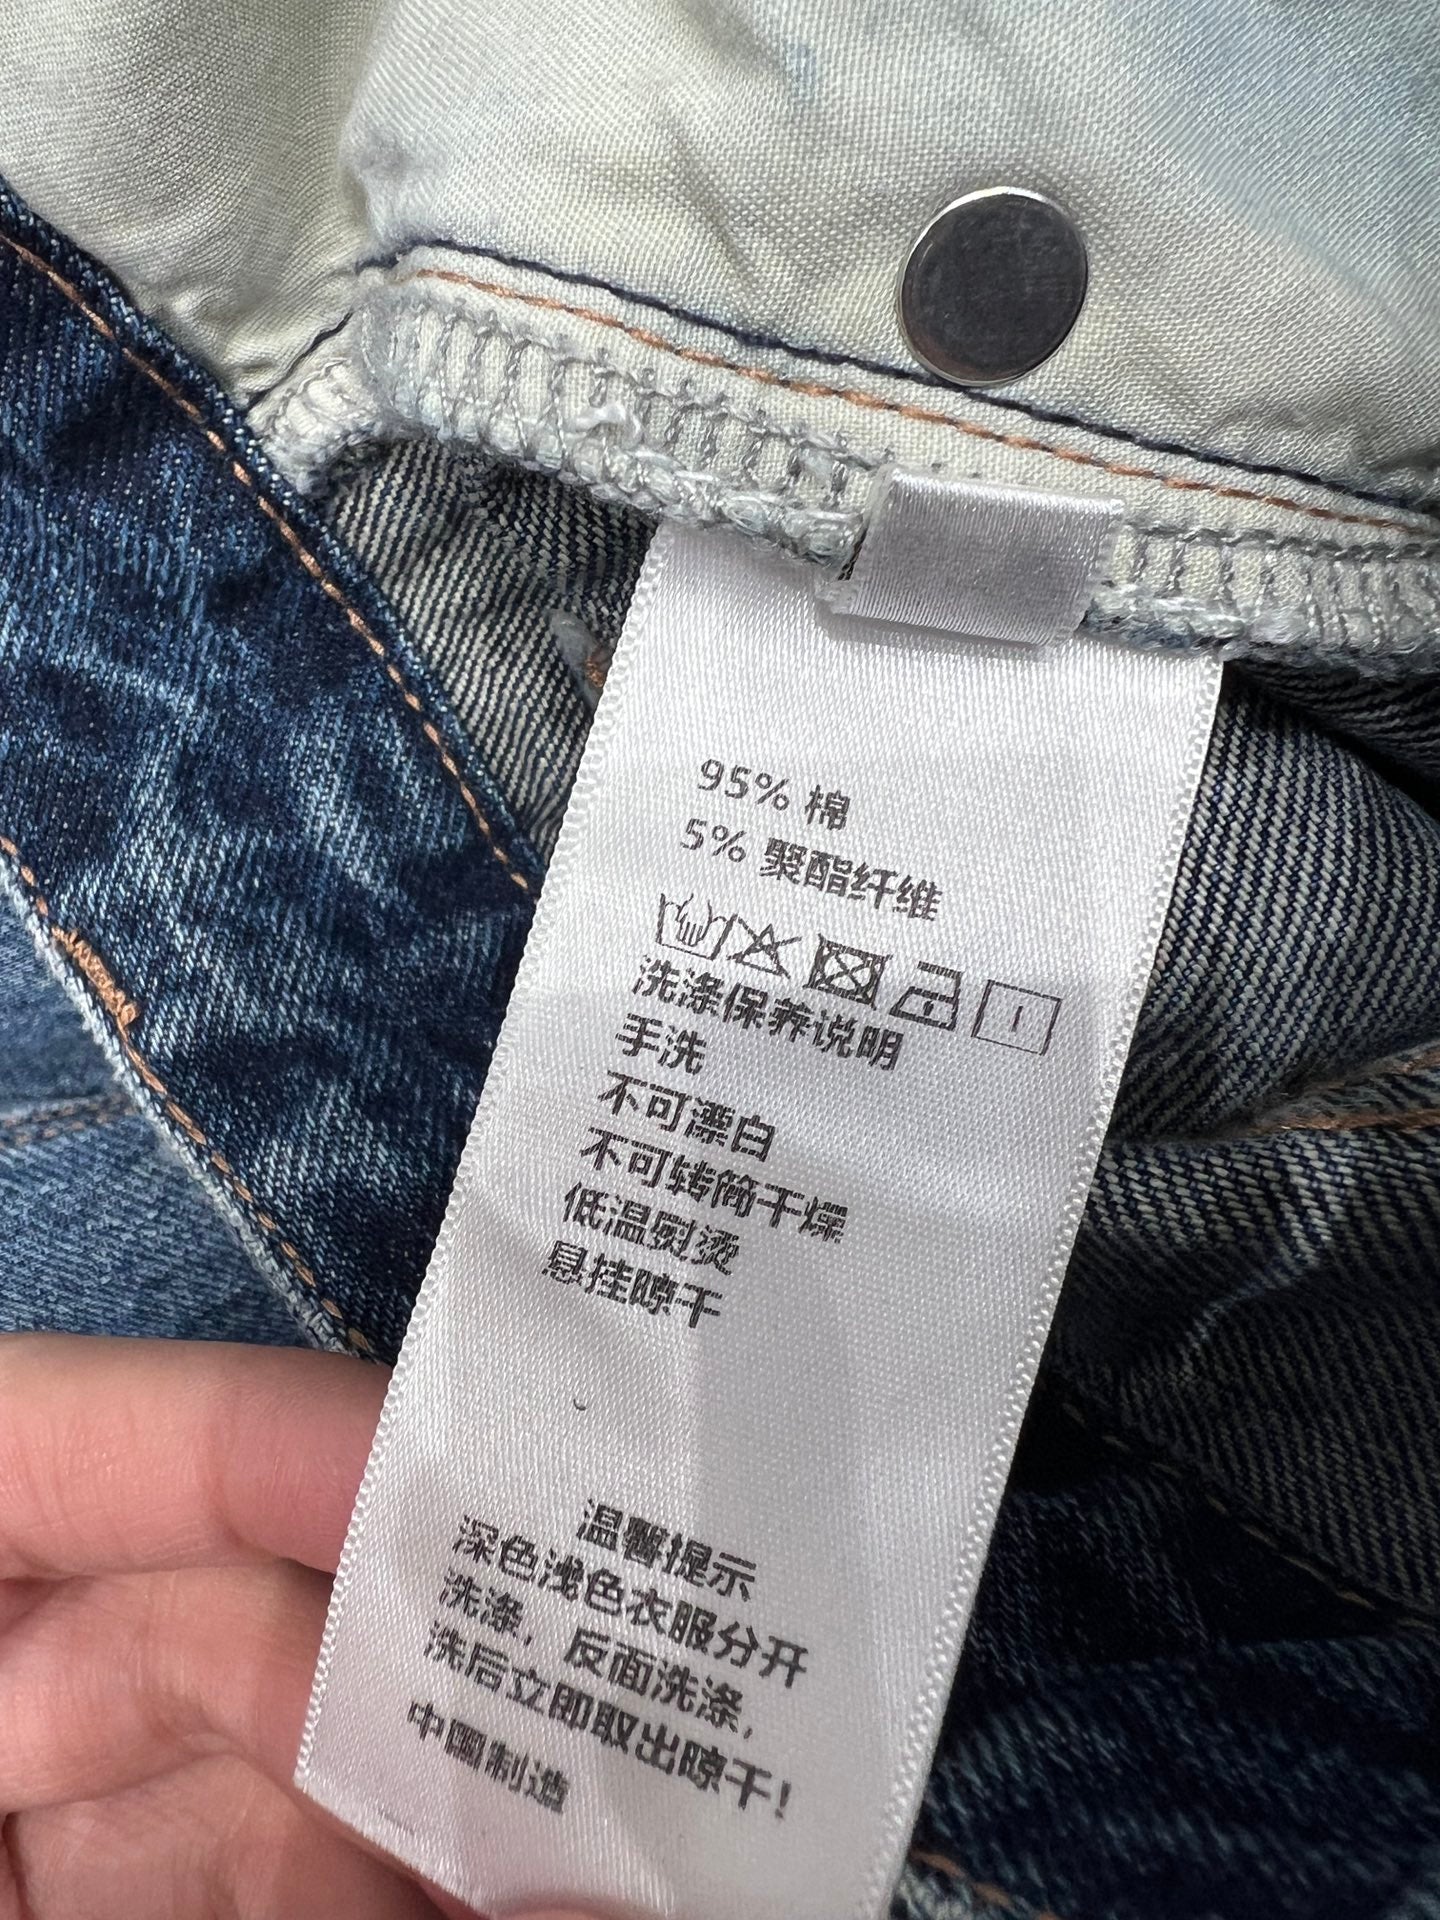 95% 棉
5% 聚酯纤维
洗涤保养说明
手洗
不可漂白
不可转筒干燥
低温熨烫
悬挂晾干
温馨提示
深色浅色衣服分开
洗涤，反面洗涤，
洗后立即取出晾干！
中国制造